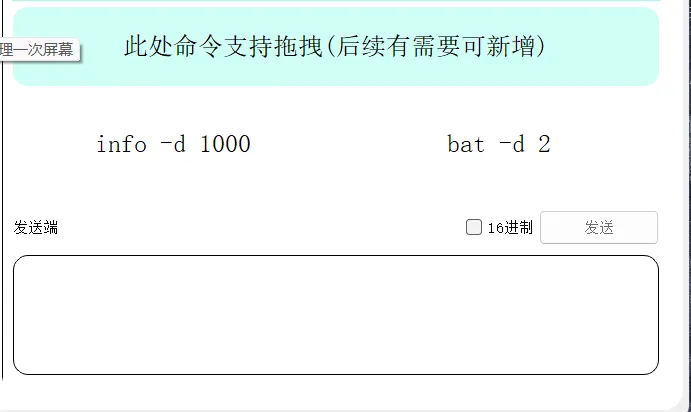 此处命令支持拖拽(后续有需要可新增)
理一次屏幕
info -d 1000
bat -d 2
发送端
16进制
发送